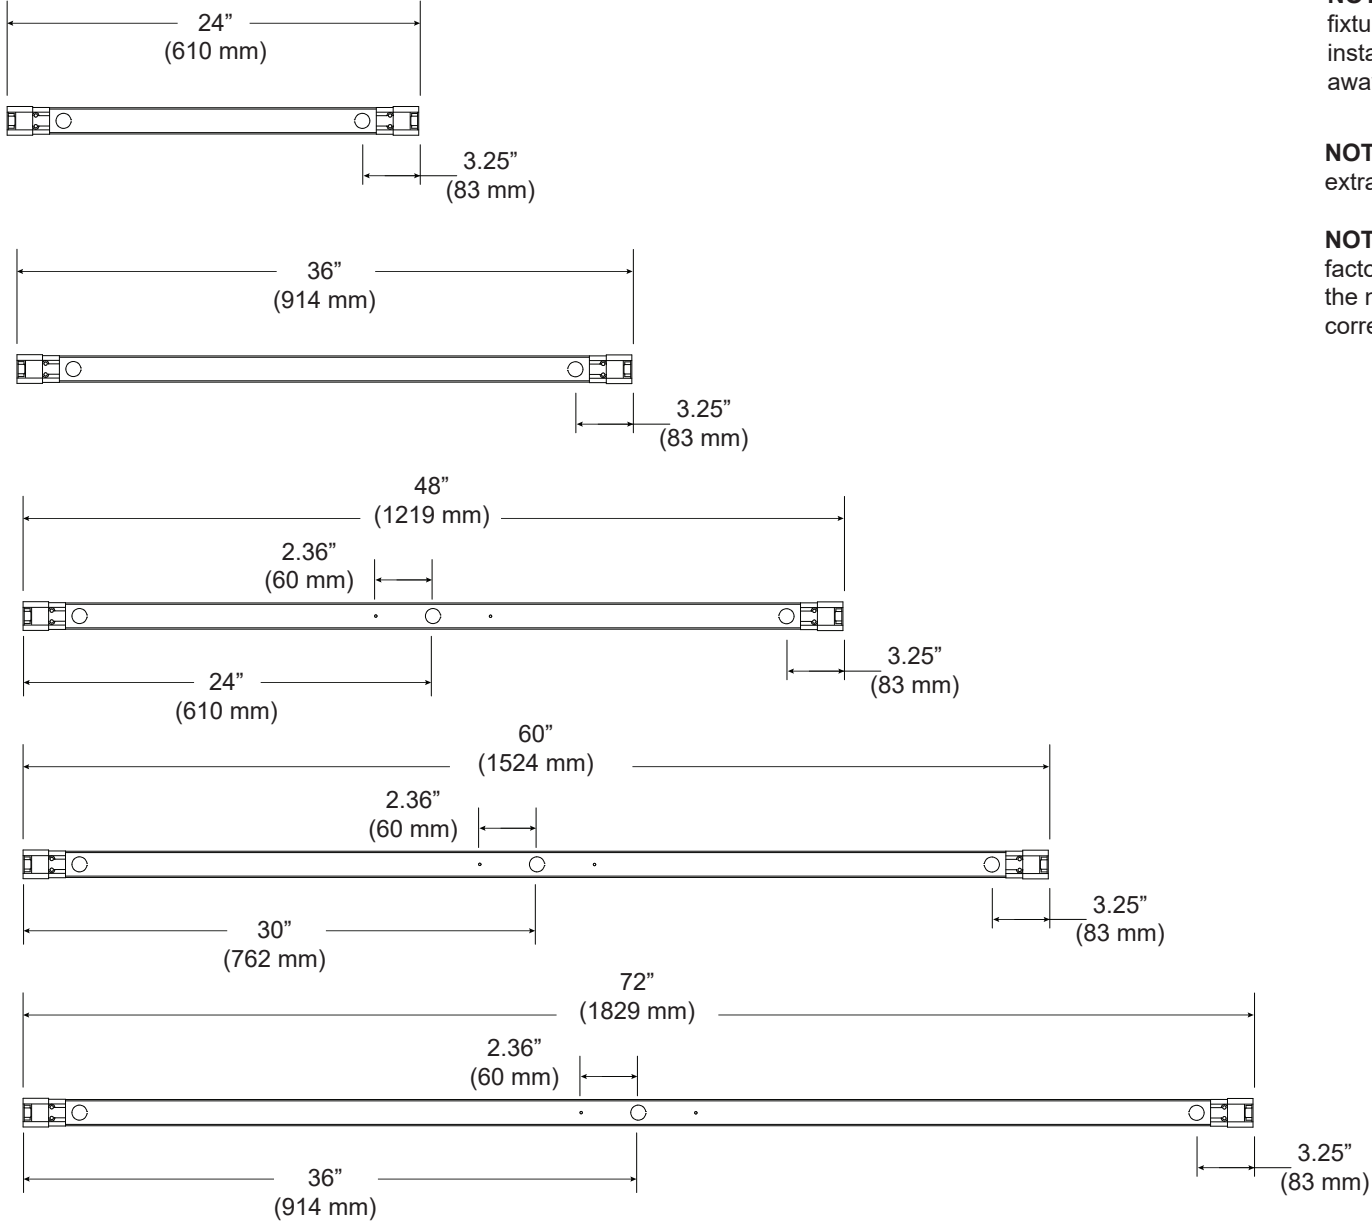 24”
(610 mm)
3.25”
(83 mm)
36”
(914 mm)
3.25”
(83 mm)
48”
(1219 mm)
2.36”
(60 mm)
24”
(610 mm)
3.25”
(83 mm)
60”
(1524 mm)
2.36”
(60 mm)
30”
(762 mm)
3.25”
(83 mm)
72”
(1829 mm)
2.36”
(60 mm)
36”
(914 mm)
3.25”
(83 mm)
NOT
fixtu
insta
awa
NOT
extra
NOT
facto
the r
corre